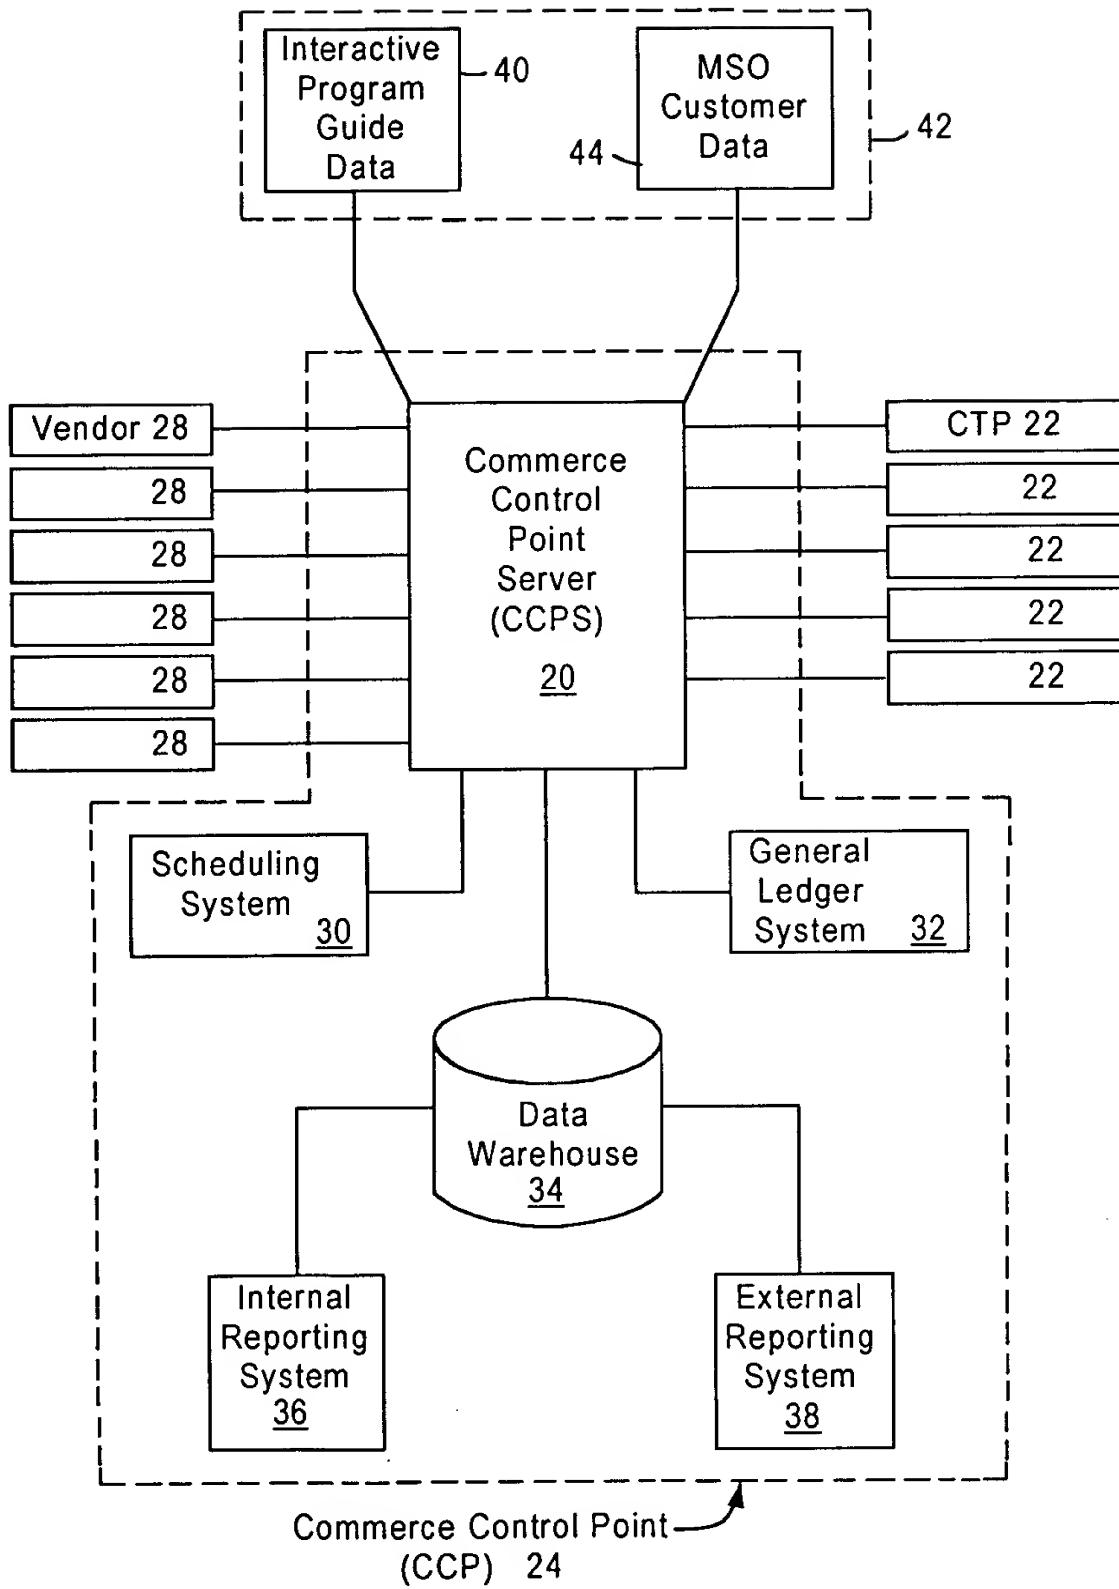 Interactive
Program
Guide
Data
40
MSO
Customer
Data
44
42
Vendor 28
28
28
28
28
28
Commerce
Control
Point
Server
(CCPS)
20
CTP 22
22
22
22
22
Scheduling
System
30
General
Ledger
System 32
Data
Warehouse
34
Internal
Reporting
System
36
External
Reporting
System
38
Commerce Control Point
(CCP) 24